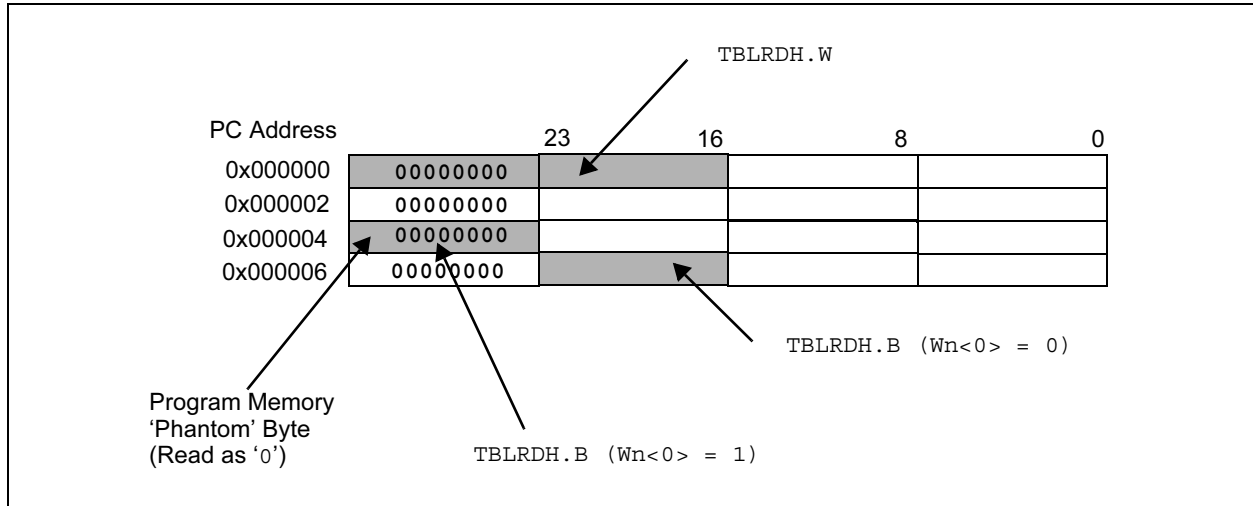 TBLRDH.W
PC Address 23 16 8 0
0x000000 00000000
0x000002 00000000
0x000004 00000000
0x000006 00000000
TBLRDH.B (Wn<0> = 0)
Program Memory
‘Phantom’ Byte
(Read as ‘0’)
TBLRDH.B (Wn<0> = 1)